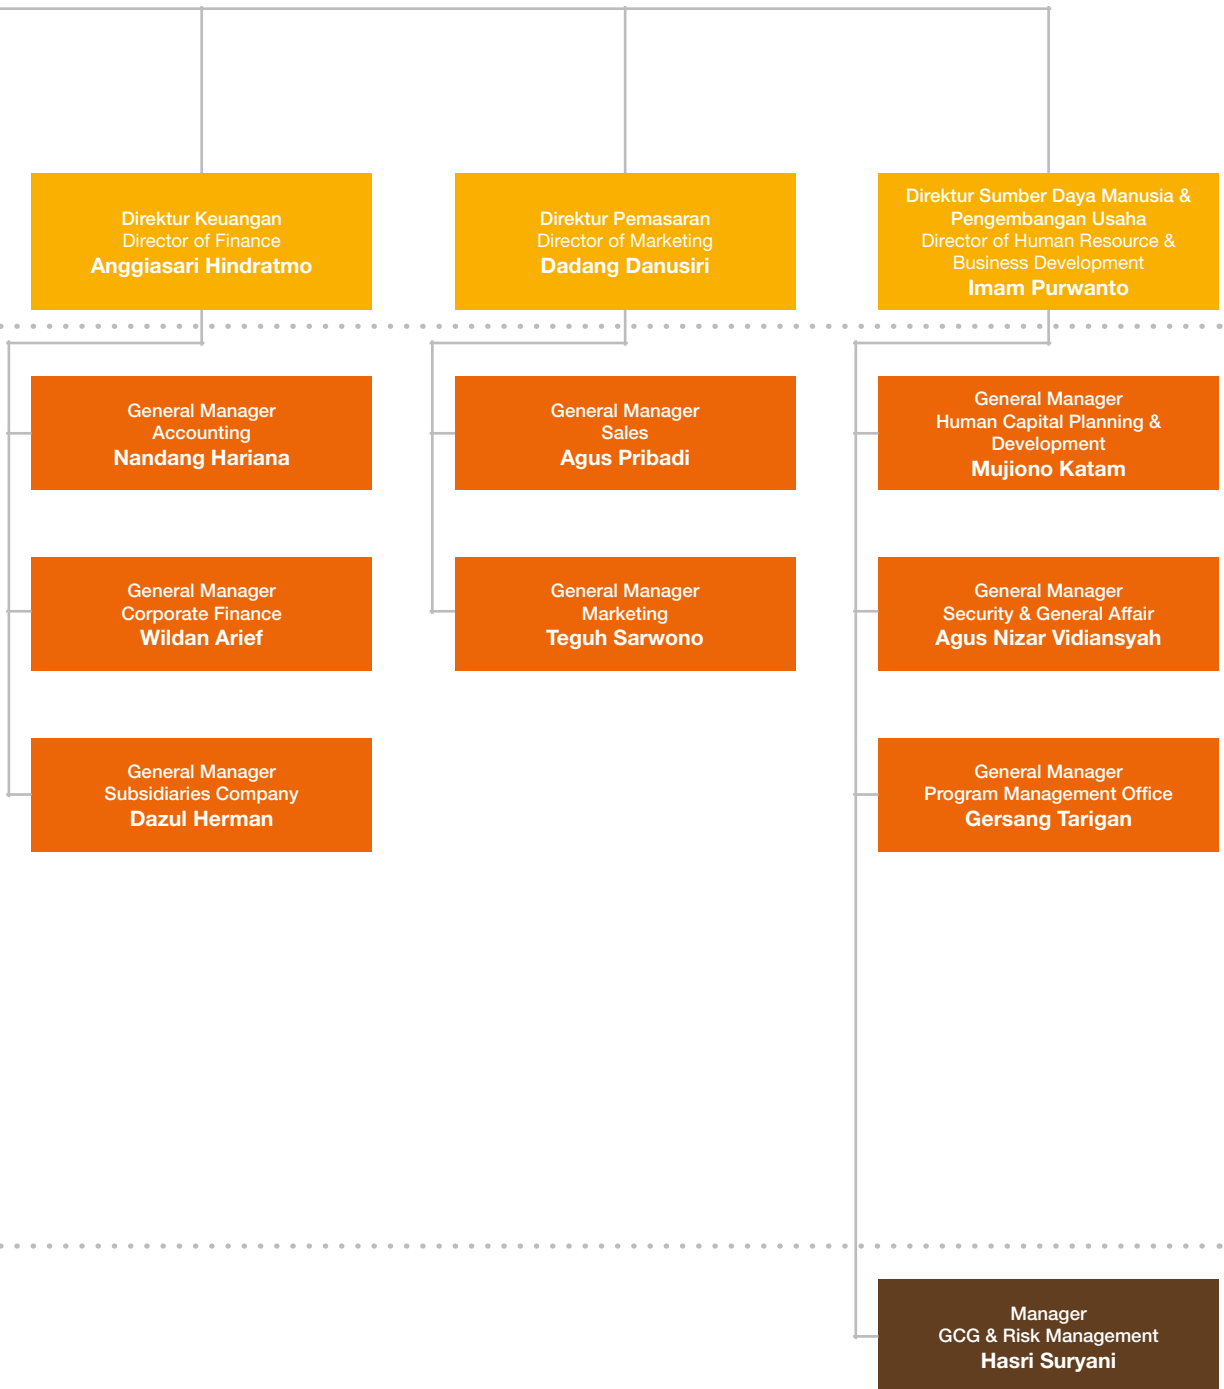 Direktur Keuangan
Director of Finance
Anggiasari Hindratmo
Direktur Pemasaran
Director of Marketing
Dadang Danusiri
Direktur Sumber Daya Manusia &
Pengembangan Usaha
Director of Human Resource &
Business Development
Imam Purwanto
General Manager
Accounting
Nandang Hariana
General Manager
Sales
Agus Pribadi
General Manager
Human Capital Planning &
Development
Mujiono Katam
General Manager
Corporate Finance
Wildan Arief
General Manager
Marketing
Teguh Sarwono
General Manager
Security & General Affair
Agus Nizar Vidiansyah
General Manager
Subsidiaries Company
Dazul Herman
General Manager
Program Management Office
Gersang Tarigan
Manager
GCG & Risk Management
Hasri Suryani